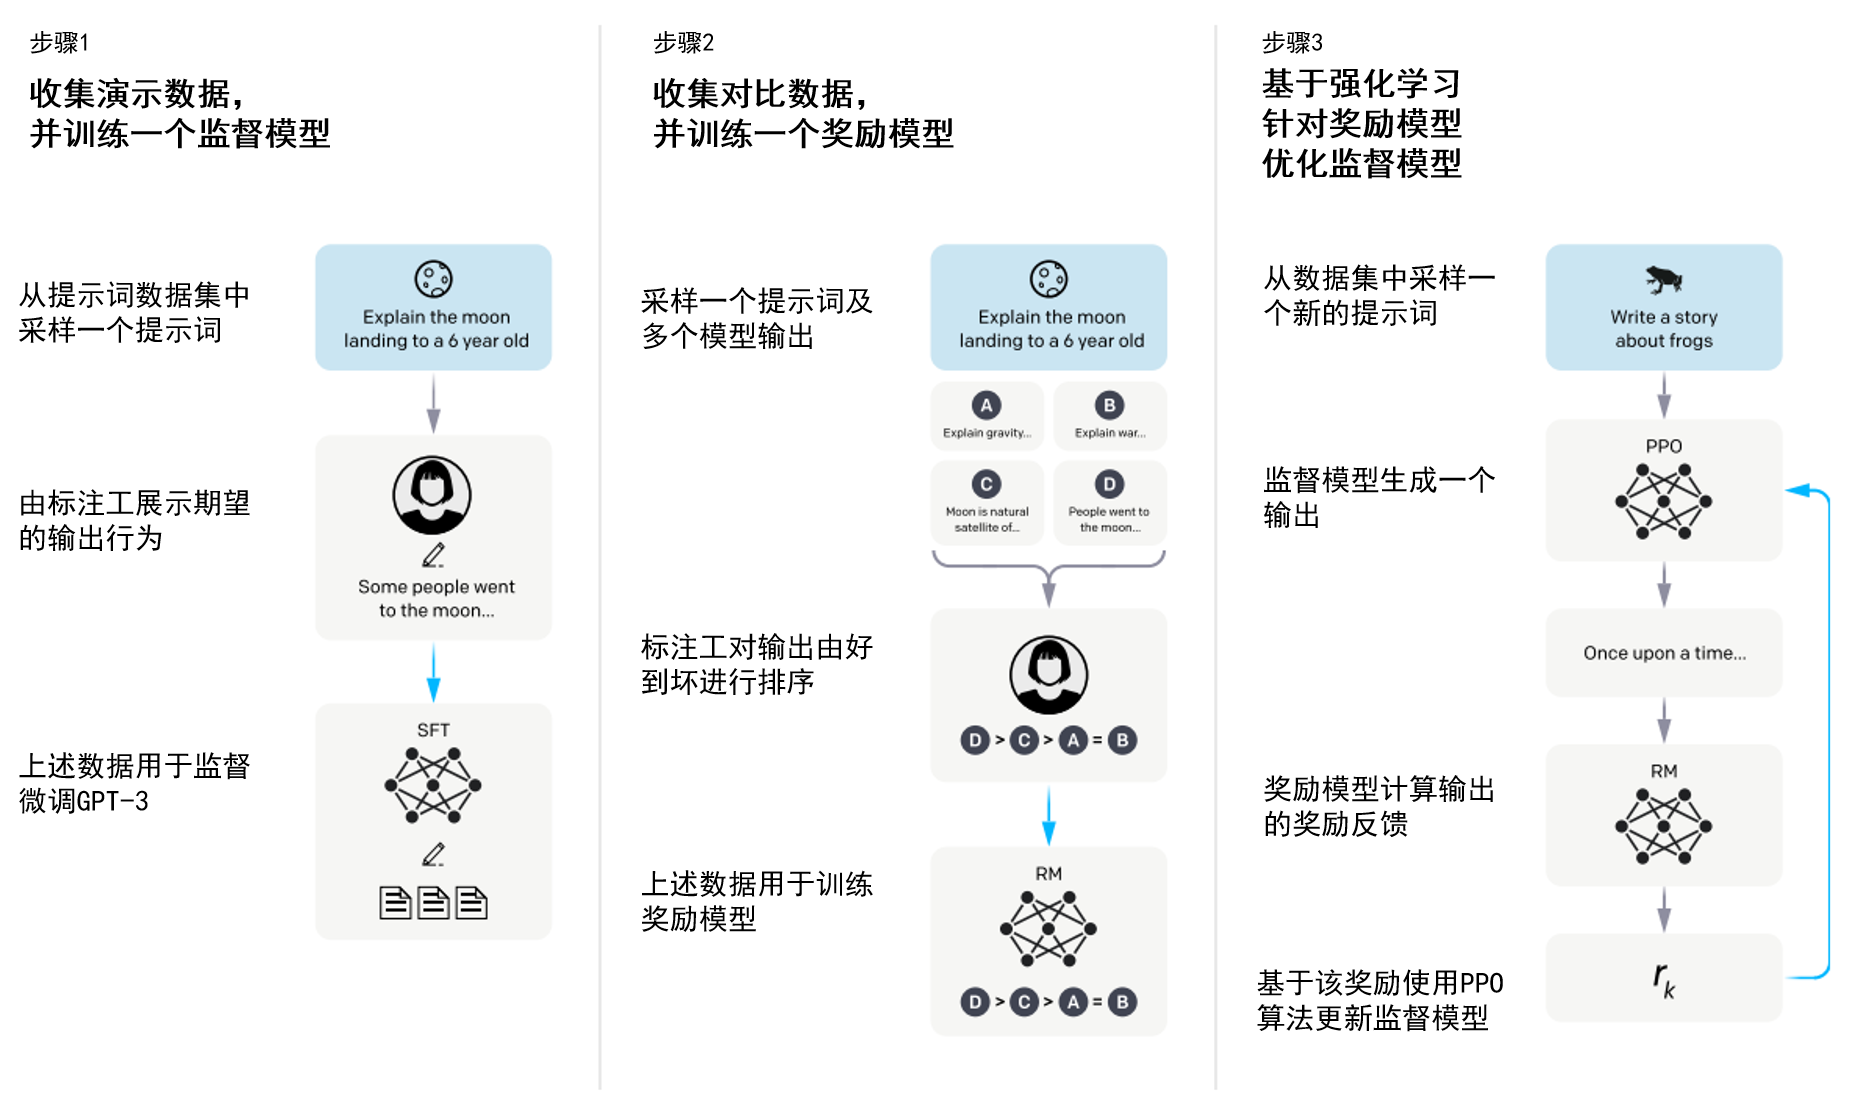 步骤1
收集演示数据,
并训练一个监督模型
从提示词数据集中
采样一个提示词
Explain the moon
landing to a 6 year old
由标注工展示期望
的输出行为
Some people went
to the moon...
上述数据用于监督
微调GPT-3
SFT
步骤2
收集对比数据,
并训练一个奖励模型
采样一个提示词及
多个模型输出
Explain the moon
landing to a 6 year old
A
Explain gravity...
B
Explain war...
C
Moon is natural
satellite of...
D
People went to
the moon...
标注工对输出由好
到坏进行排序
D > C > A = B
上述数据用于训练
奖励模型
RM
D > C > A = B
步骤3
基于强化学习
针对奖励模型
优化监督模型
从数据集中采样一
个新的提示词
Write a story
about frogs
监督模型生成一个
输出
PPO
Once upon a time...
奖励模型计算输出
的奖励反馈
RM
基于该奖励使用PPO
算法更新监督模型
rk